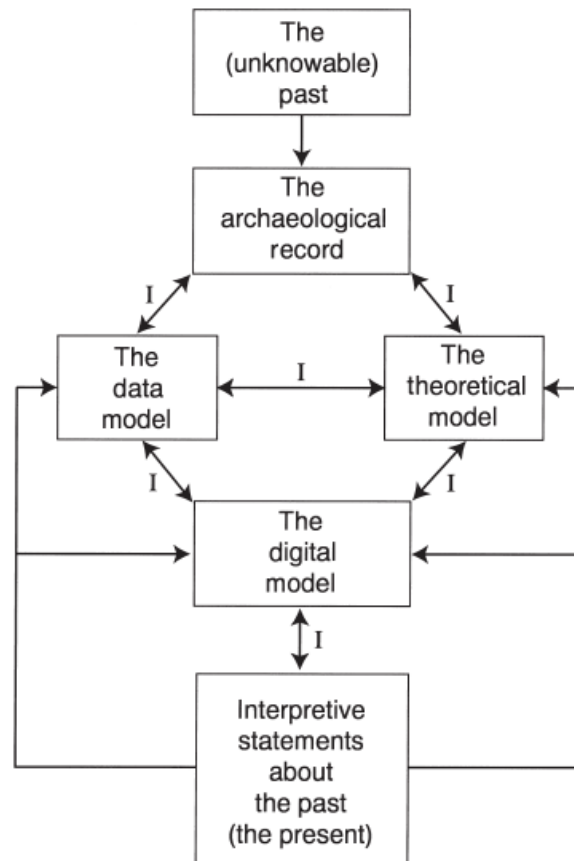 The
(unknowable)
past
The
archaeological
record
I
I
The
data
model
I
The
theoretical
model
I
I
The
digital
model
I
Interpretive
statements
about
the past
(the present)